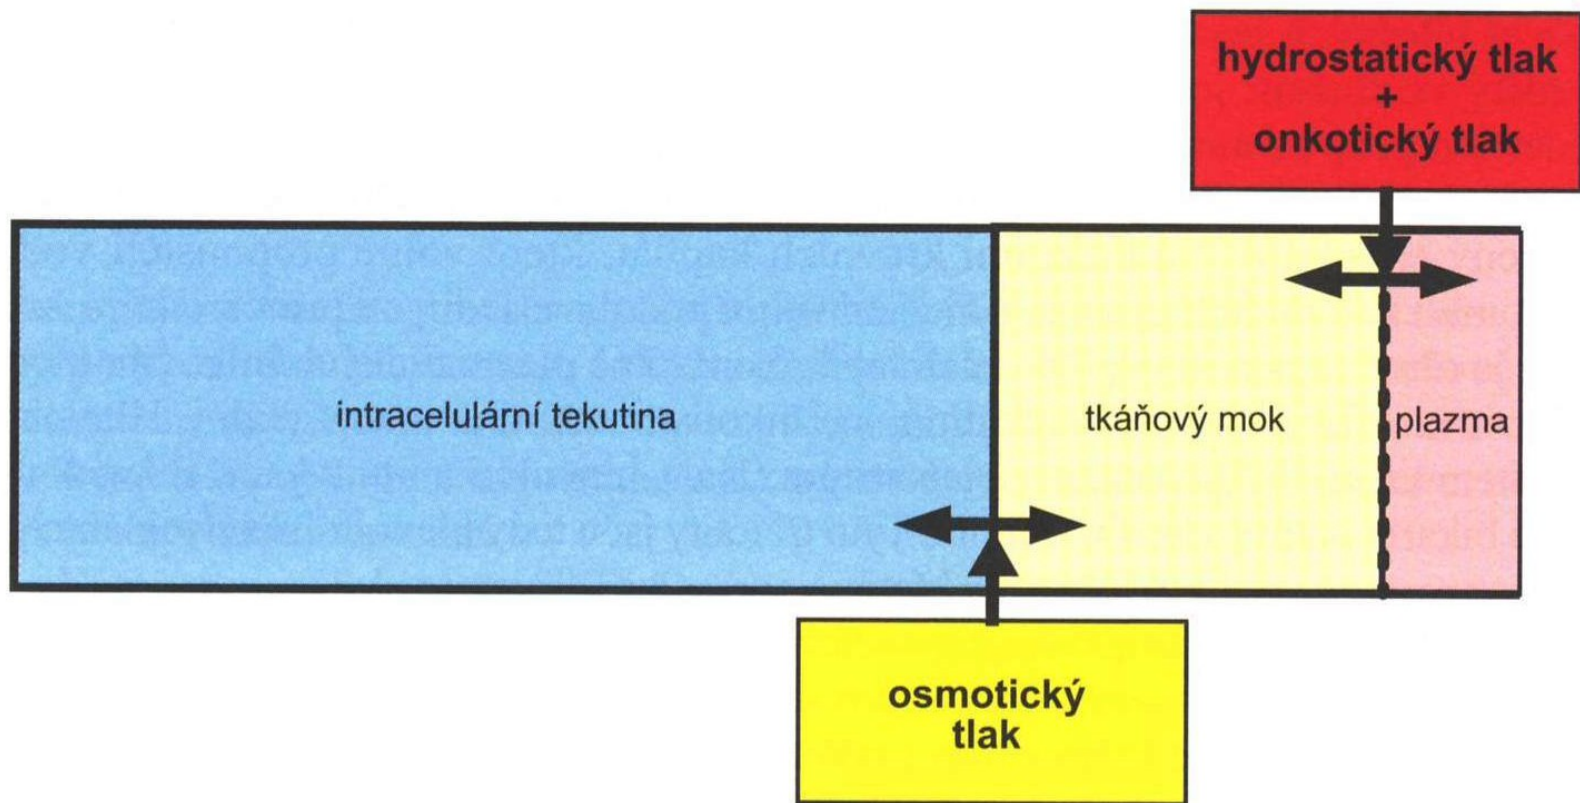 hydrostatický tlak
+
onkotický tlak
intracelulární tekutina
tkáňový mok
plazma
osmotický
tlak